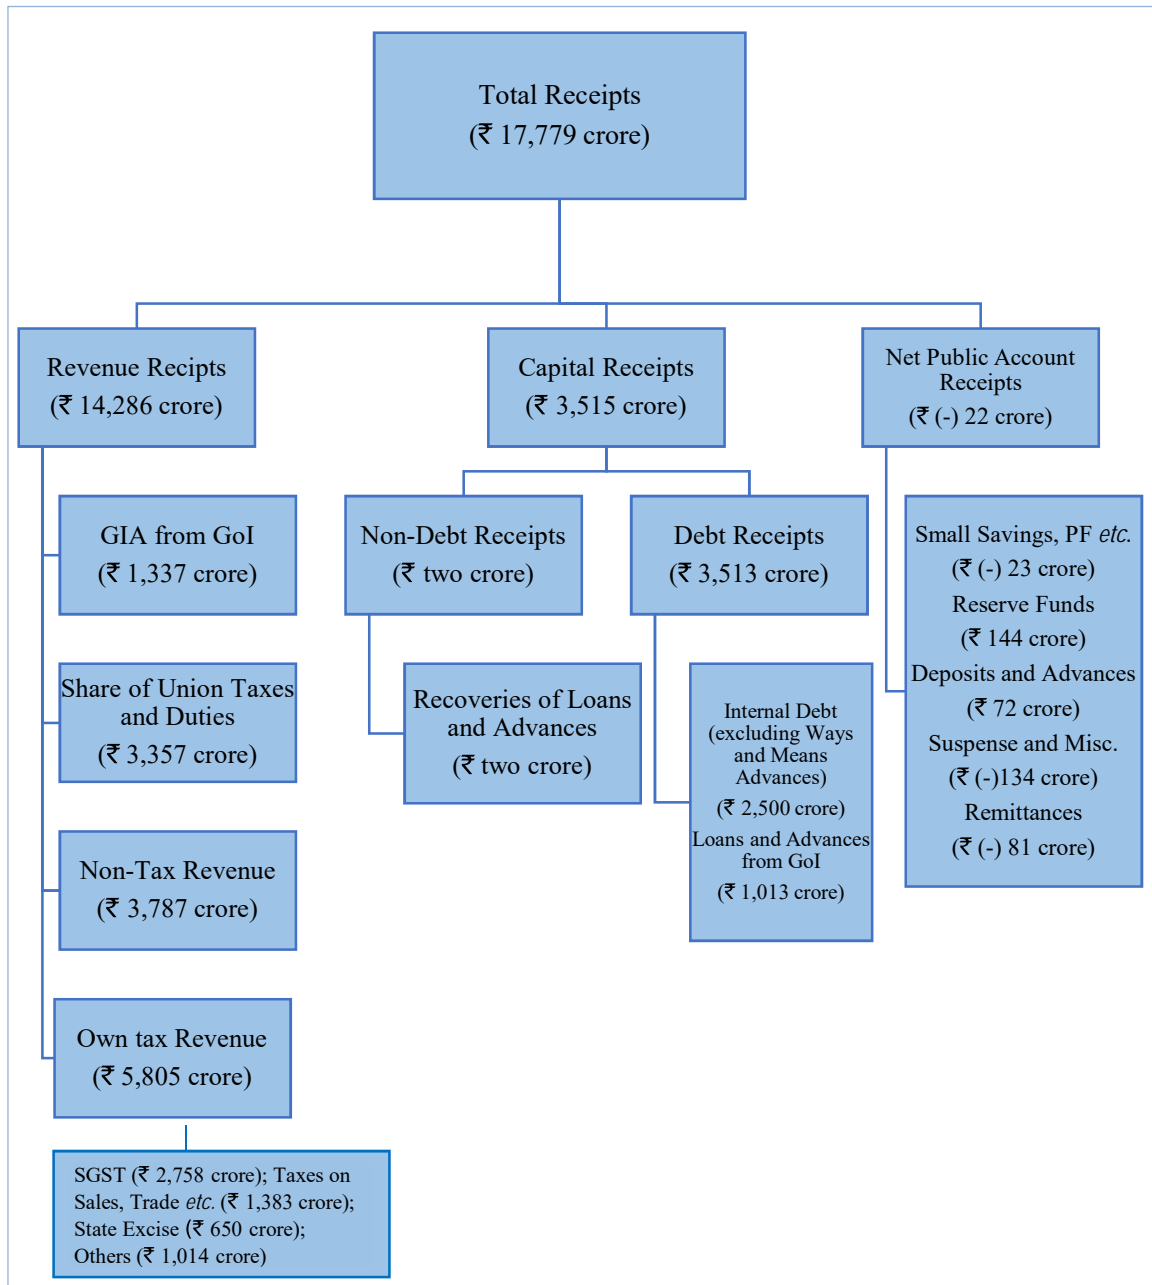 Total Receipts
(₹ 17,779 crore)
Revenue Recipts
(₹ 14,286 crore)
Capital Receipts
(₹ 3,515 crore)
Net Public Account
Receipts
(₹ (-) 22 crore)
GIA from GoI
(₹ 1,337 crore)
Share of Union Taxes
and Duties
(₹ 3,357 crore)
Non-Tax Revenue
(₹ 3,787 crore)
Own tax Revenue
(₹ 5,805 crore)
SGST (₹ 2,758 crore); Taxes on
Sales, Trade etc. (₹ 1,383 crore);
State Excise (₹ 650 crore);
Others (₹ 1,014 crore)
Non-Debt Receipts
(₹ two crore)
Recoveries of Loans
and Advances
(₹ two crore)
Debt Receipts
(₹ 3,513 crore)
Internal Debt
(excluding Ways
and Means
Advances)
(₹ 2,500 crore)
Loans and Advances
from GoI
(₹ 1,013 crore)
Small Savings, PF etc.
(₹ (-) 23 crore)
Reserve Funds
(₹ 144 crore)
Deposits and Advances
(₹ 72 crore)
Suspense and Misc.
(₹ (-)134 crore)
Remittances
(₹ (-) 81 crore)